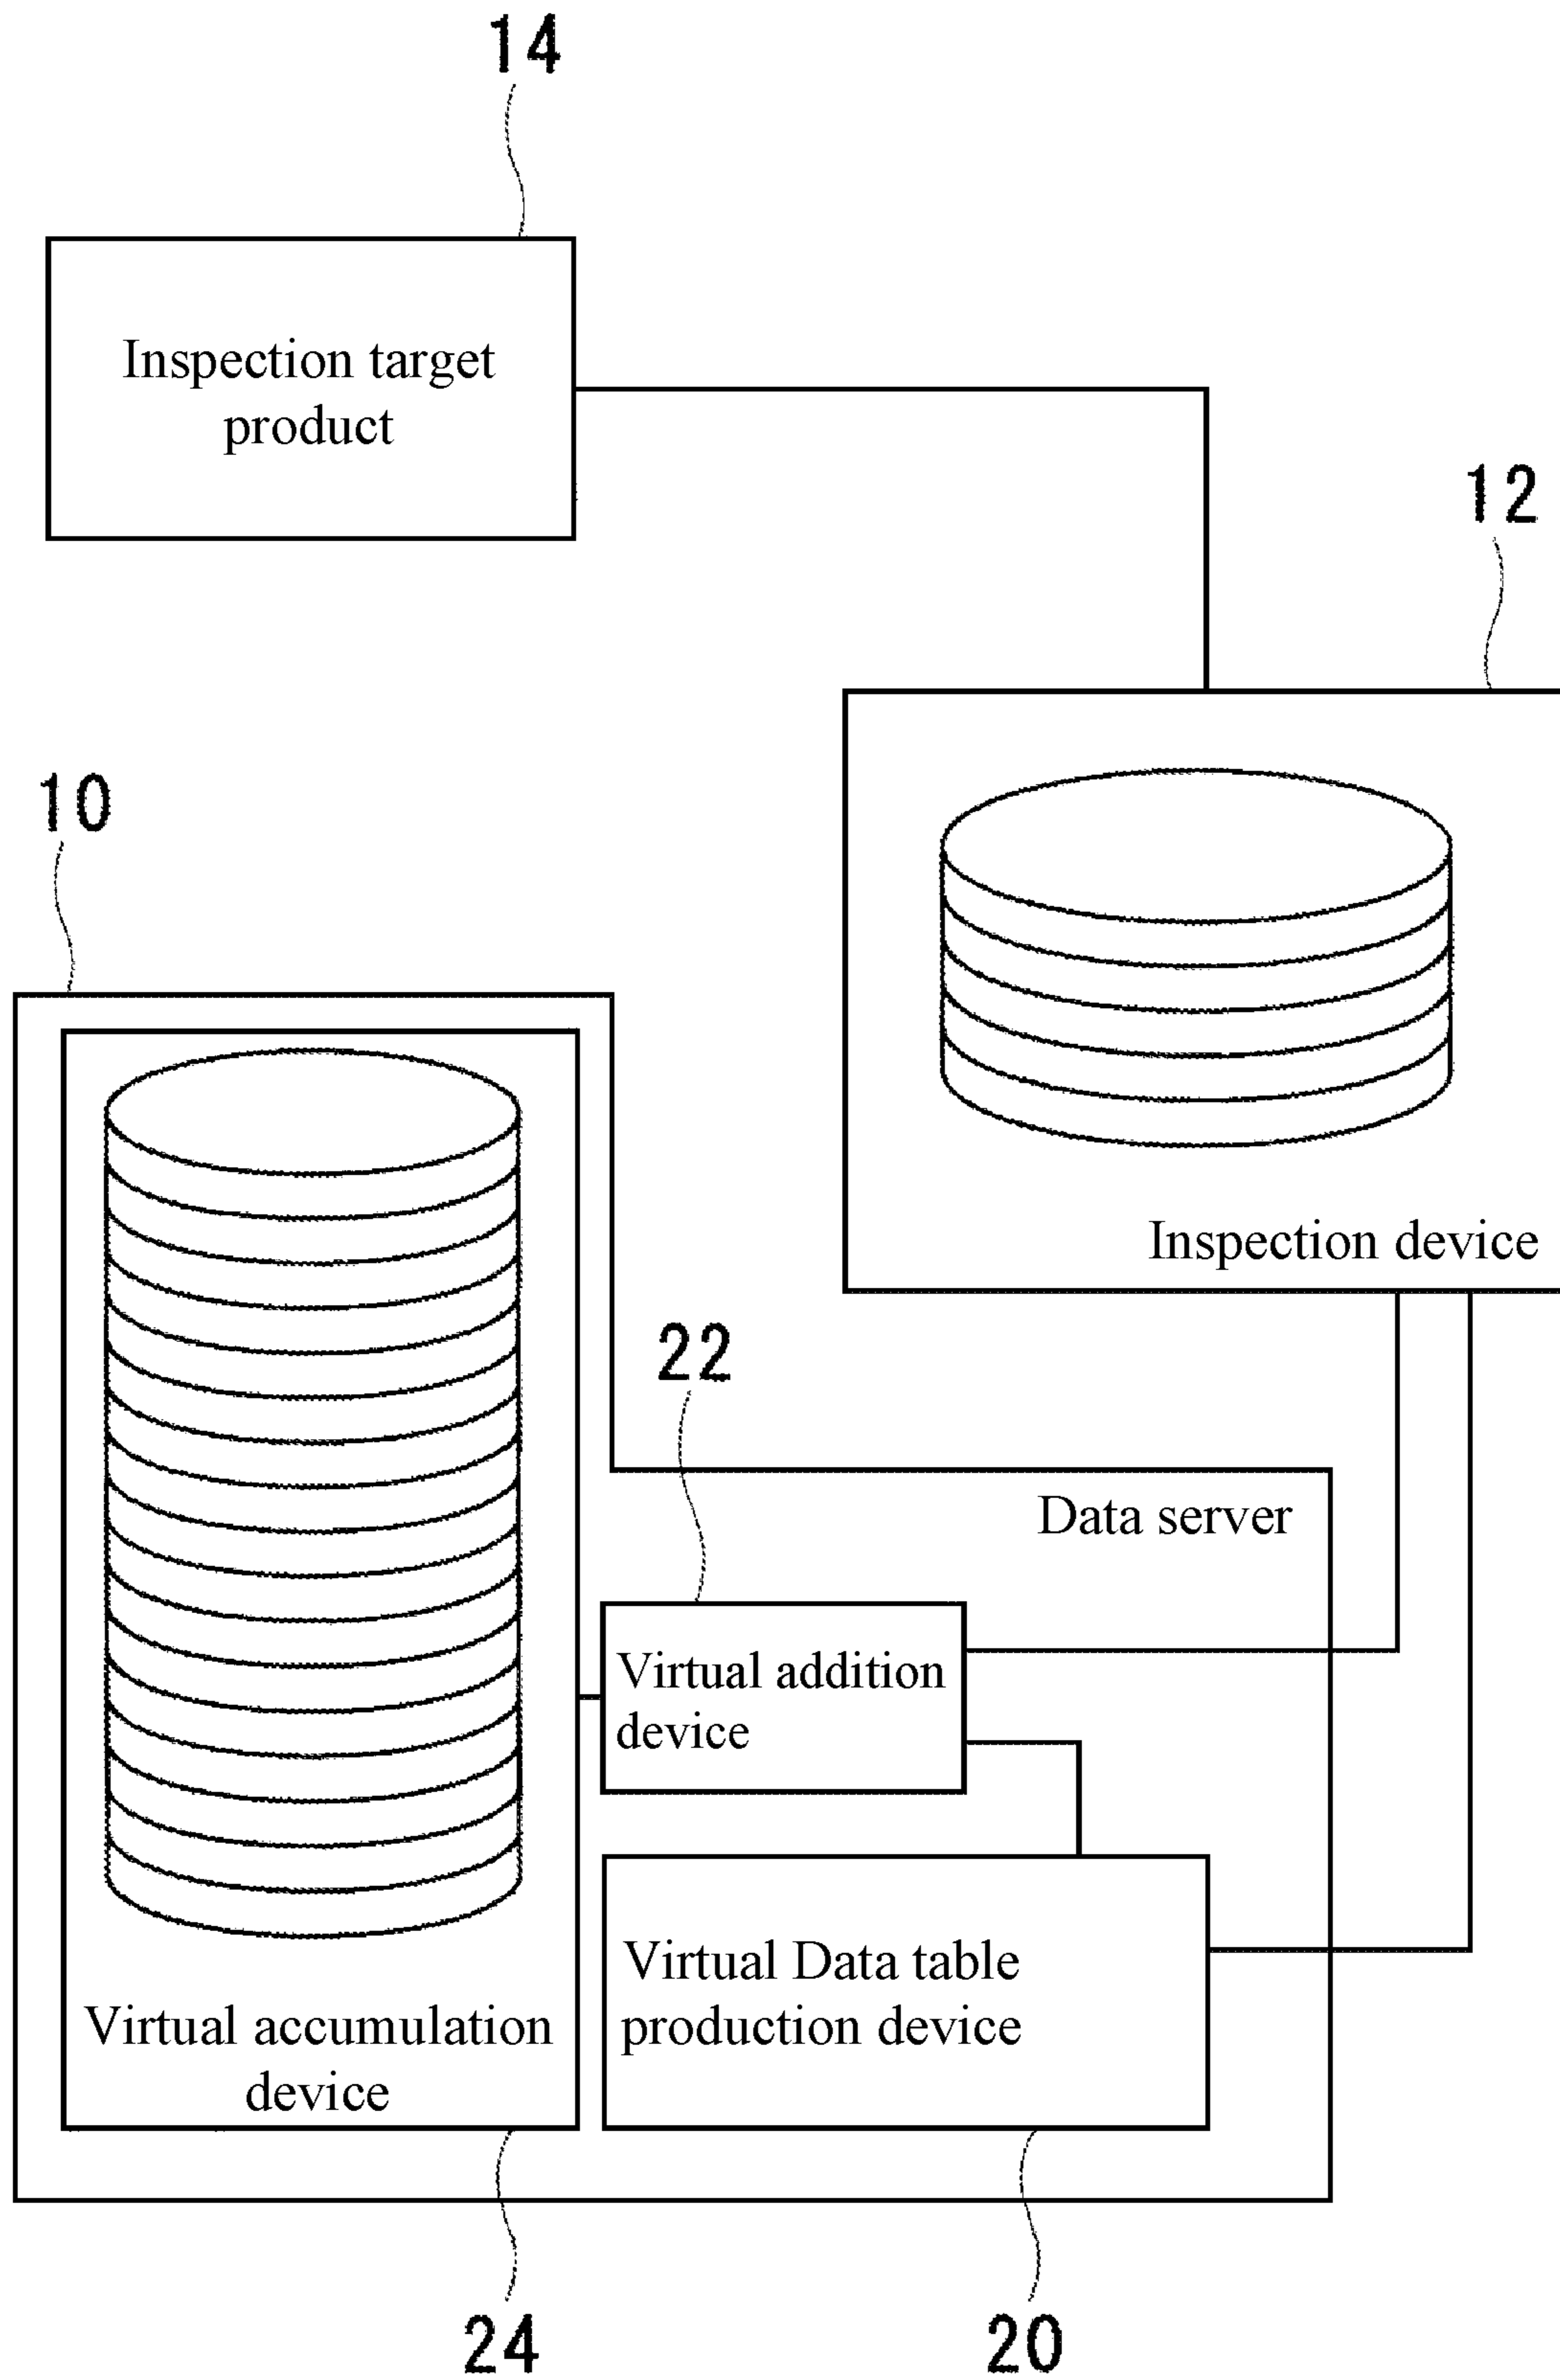 14
Inspection target
product
12
10
Inspection device
22
Data server
Virtual addition
device
Virtual Data table
production device
Virtual accumulation
device
24
20